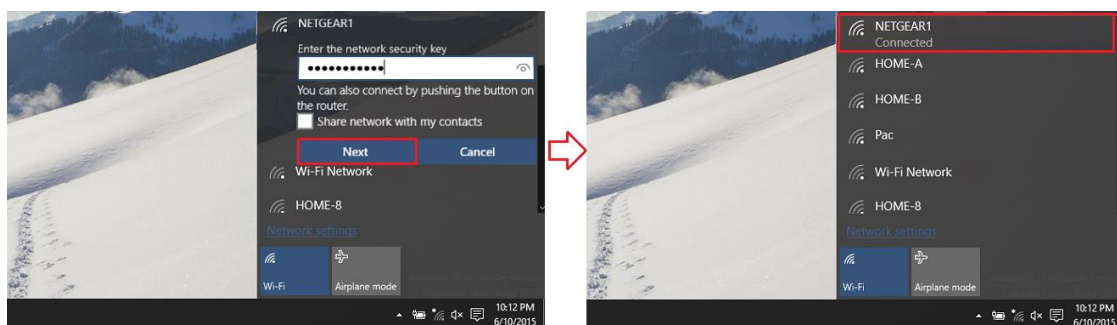 NETGEAR1
Enter the network security key
•••••••••••
You can also connect by pushing the button on
the router.
Share network with my contacts
Next Cancel
Wi-Fi Network
HOME-8
Network settings
Wi-Fi Airplane mode
10:12 PM
6/10/2015
NETGEAR1
Connected
HOME-A
HOME-B
Pac
Wi-Fi Network
HOME-8
Network settings
Wi-Fi Airplane mode
10:12 PM
6/10/2015